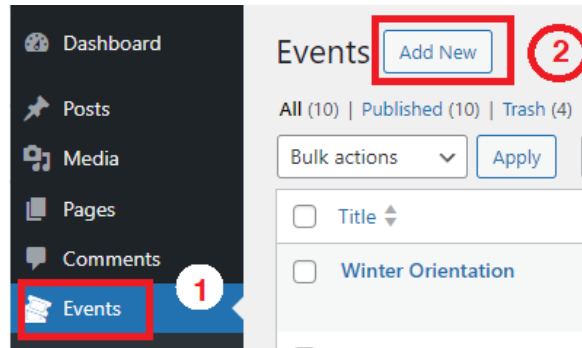 Dashboard
Posts
Media
Pages
Comments
Events
1
Events Add New
2
All (10) | Published (10) | Trash (4)
Bulk actions Apply
Title
Winter Orientation